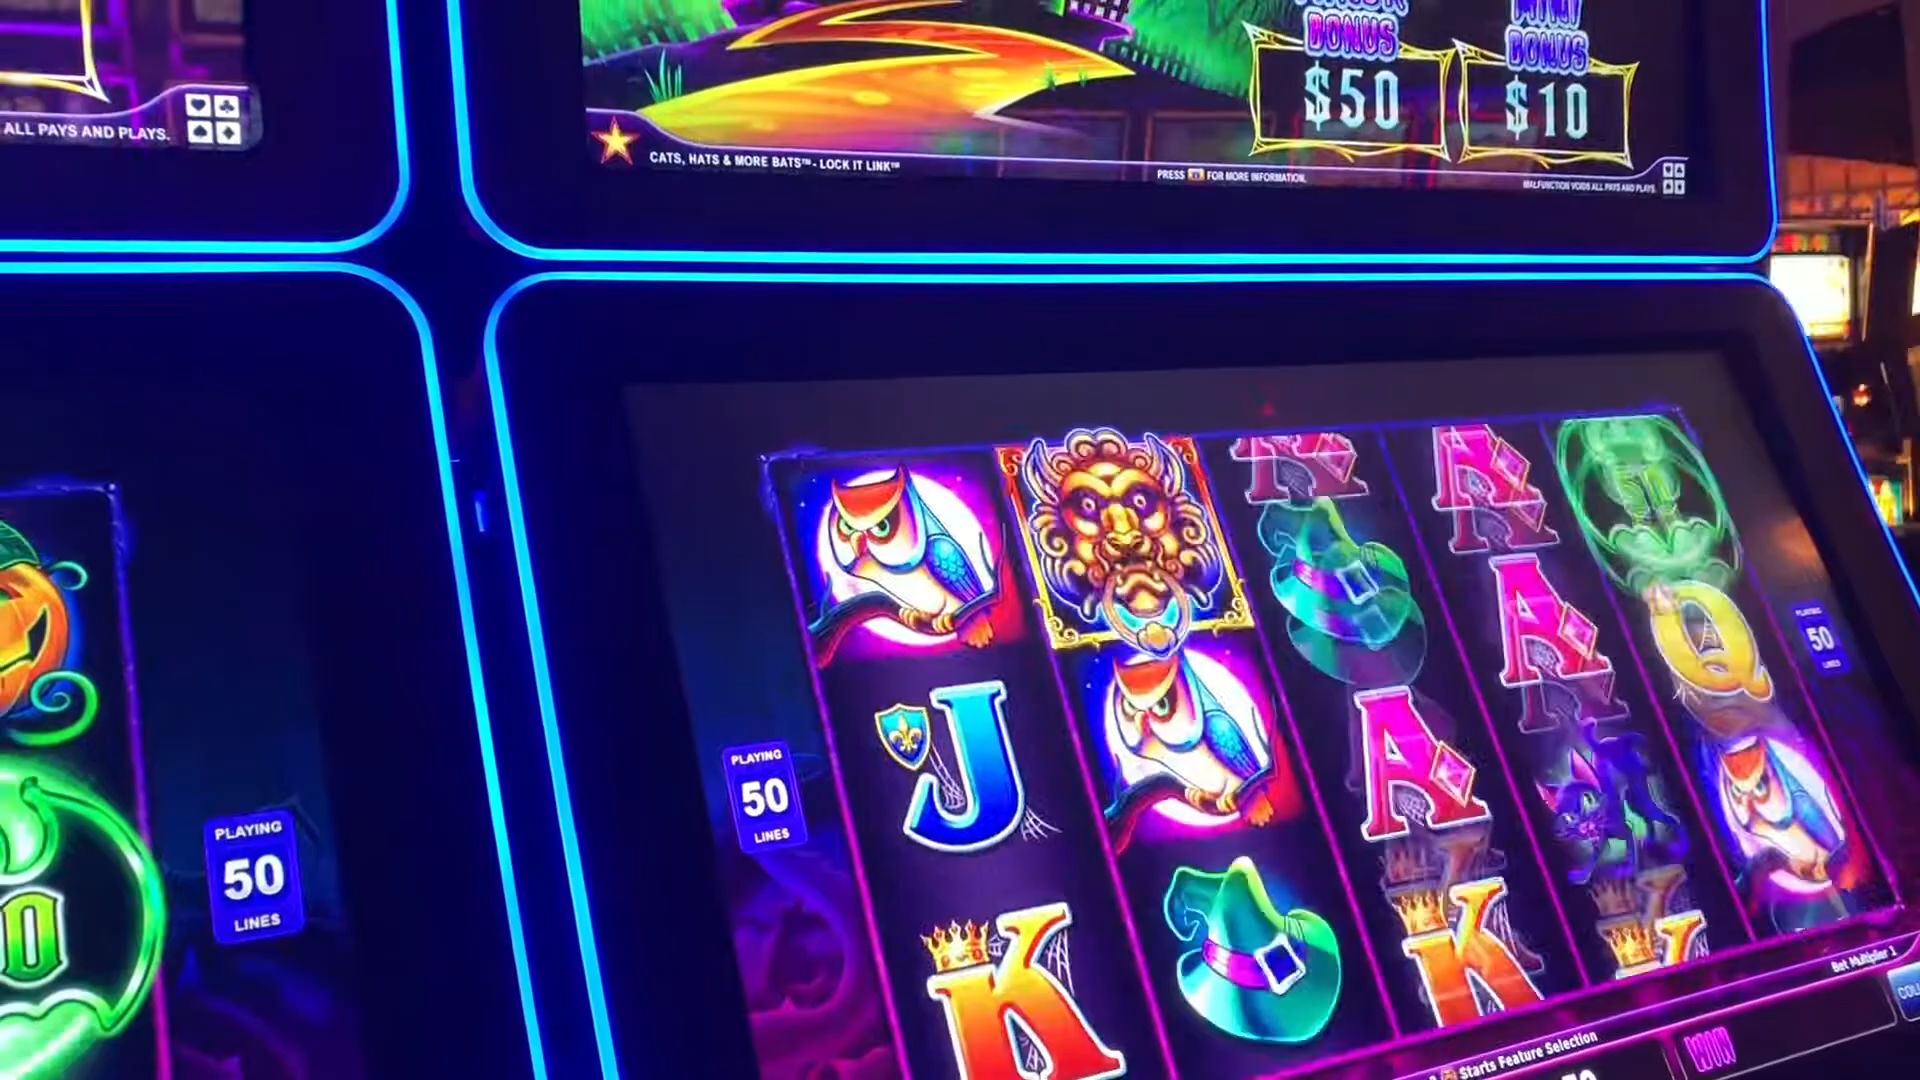 ALL PAYS AND PLAYS.
BONUS
$50
MINI
BONUS
$10
CATS, HATS & MORE BATS™ - LOCK IT LINK™
PRESS FOR MORE INFORMATION.
MALFUNCTION VOIDS ALL PAYS AND PLAYS.
A
A
A
A
Q
J
K
K
PLAYING
50
LINES
PLAYING
50
LINES
PLAYING
50
LINES
Bet Multiplier 1
Starts Feature Selection
WIN